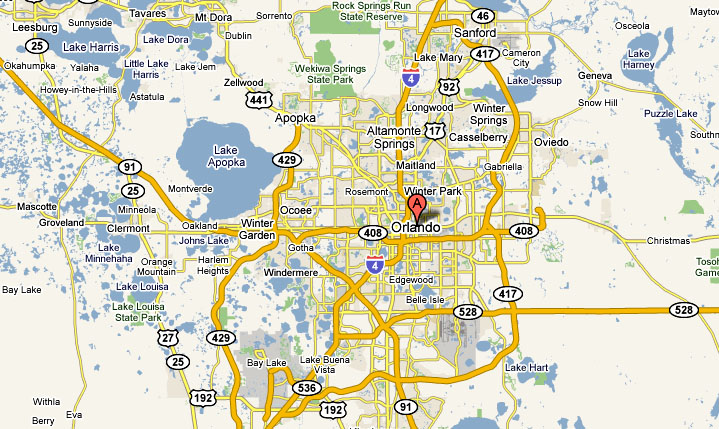 Leesburg
Sunnyside
Tavares
Mt Dora
Sorrento
Rock Springs Run
State Reserve
46
Sanford
Osceola
Maytow
25
Lake Harris
Lake Dora
Dublin
417
Cameron
City
Lake
Harney
Okahumpka
Yalaha
Little Lake
Harris
Lake Jem
Wekiwa Springs
State Park
Lake Mary
4
Lake Jessup
Geneva
Howey-in-the-Hills
Astatula
Zellwood
441
92
Longwood
Snow Hill
Puzzle Lake
Apopka
Altamonte
Springs
17
Winter
Springs
Casselberry
Oviedo
Lake
Apopka
429
Maitland
Gabriella
91
25
Montverde
Rosemont
Winter Park
A
Mascotte
Minneola
Ocoee
Groveland
Clermont
Oakland
Winter
Garden
408
Orlando
408
Christmas
Johns Lake
Gotha
Lake
Minnehaha
Orange
Mountain
Harlem
Heights
Windermere
4
Edgewood
Tosoh
Game
Bay Lake
Lake Louisa
Belle Isle
417
Lake Louisa
State Park
528
528
27
429
25
Bay Lake
Lake Buena
Vista
Lake Hart
192
536
192
91
Withla
Berry
Eva